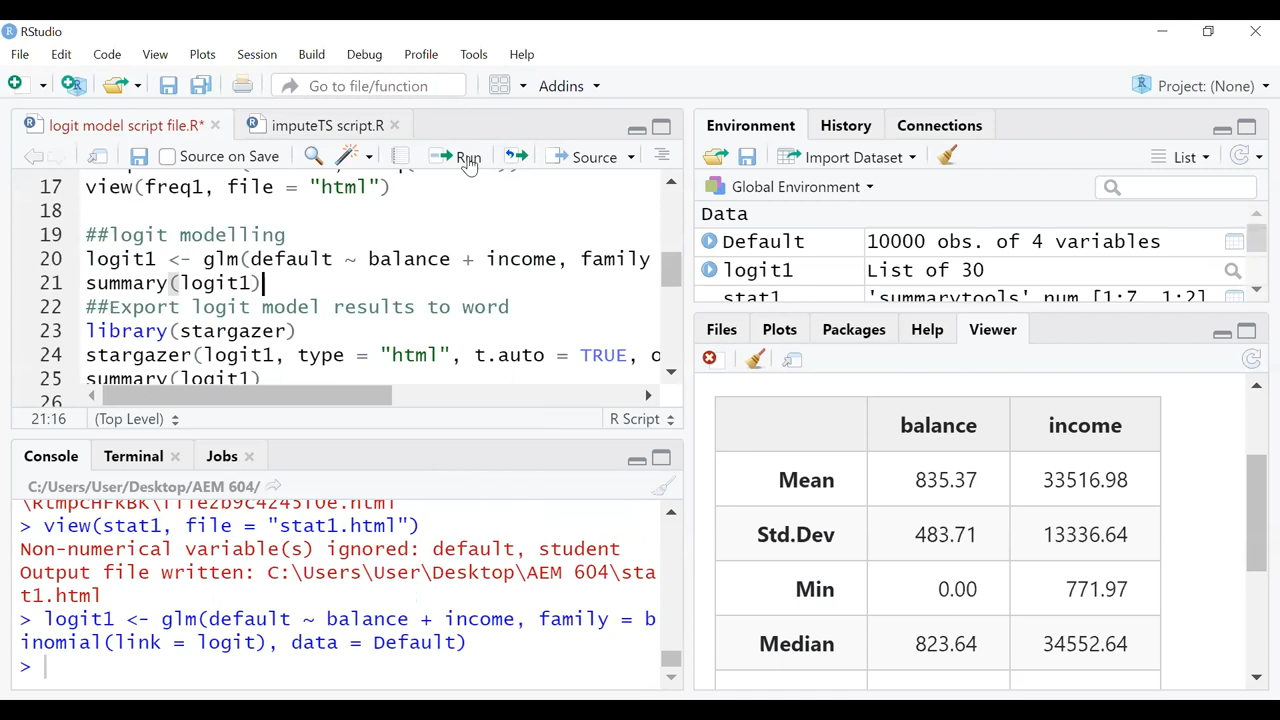 RStudio
File Edit Code View Plots Session Build Debug Profile Tools Help
Go to file/function Addins Project: (None)
logit model script file.R* imputeTS script.R
Source on Save Run Source
17 view(freq1, file = "html")
18
19 ##logit modelling
20 logit1 <- glm(default ~ balance + income, family
21 summary(logit1)
22 ##Export logit model results to word
23 library(stargazer)
24 stargazer(logit1, type = "html", t.auto = TRUE, o
25 summary(logit1)
26
21:16 (Top Level) R Script
Console Terminal Jobs
C:/Users/User/Desktop/AEM 604/
> view(stat1, file = "stat1.html")
Non-numerical variable(s) ignored: default, student
Output file written: C:\Users\User\Desktop\AEM 604\sta
t1.html
> logit1 <- glm(default ~ balance + income, family = b
inomial(link = logit), data = Default)
>
Environment History Connections
Import Dataset List
Global Environment
Data
Default 10000 obs. of 4 variables
logit1 List of 30
stat1 'summarytools' num [1:7, 1:2]
Files Plots Packages Help Viewer
balance income
Mean 835.37 33516.98
Std.Dev 483.71 13336.64
Min 0.00 771.97
Median 823.64 34552.64